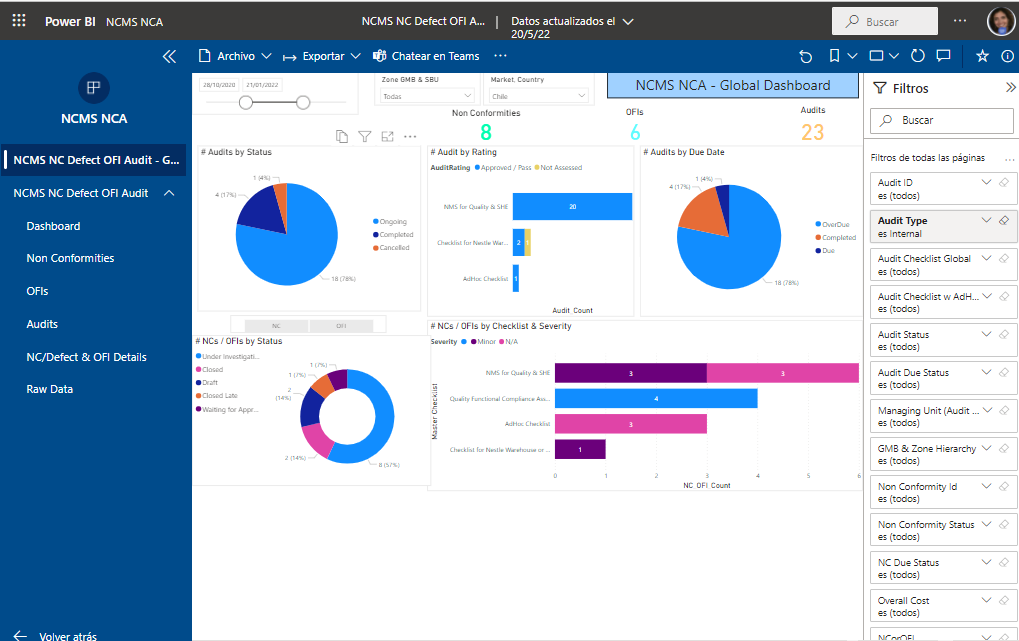 Power BI NCMS NCA
NCMS NC Defect OFI A... | Datos actualizados el
20/5/22
Buscar
Archivo Exportar Chatear en Teams
NCMS NCA
NCMS NC Defect OFI Audit - G...
NCMS NC Defect OFI Audit
Dashboard
Non Conformities
OFIs
Audits
NC/Defect & OFI Details
Raw Data
Volver atrás
28/10/2020 21/01/2022
Zone GMB & SBU
Todas
Market, Country
Chile
NCMS NCA - Global Dashboard
Non Conformities
8
OFIs
6
Audits
23
# Audits by Status
1 (4%)
4 (17%)
18 (78%)
Ongoing
Completed
Cancelled
# Audit by Rating
AuditRating Approved / Pass Not Assessed
NMS for Quality & SHE 20
Checklist for Nestle War... 2 1
AdHoc Checklist 1
Audit_Count
# Audits by Due Date
1 (4%)
4 (17%)
18 (78%)
OverDue
Completed
Due
NC OFI
# NCs / OFIs by Status
Under Investigati...
Closed
Draft
Closed Late
Waiting for Appr...
1 (7%)
1 (7%)
2
(14%)
2 (14%)
8 (57%)
# NCs / OFIs by Checklist & Severity
Severity Minor N/A
Master Checklist
NMS for Quality & SHE 3 3
Quality Functional Compliance Ass... 4
AdHoc Checklist 3
Checklist for Nestle Warehouse or ... 1
0 1 2 3 4 5 6
NC_OFI_Count
Filtros
Buscar
Filtros de todas las páginas ...
Audit ID
es (todos)
Audit Type
es Internal
Audit Checklist Global
es (todos)
Audit Checklist w AdH...
es (todos)
Audit Status
es (todos)
Audit Due Status
es (todos)
Managing Unit (Audit ...
es (todos)
GMB & Zone Hierarchy
es (todos)
Non Conformity Id
es (todos)
Non Conformity Status
es (todos)
NC Due Status
es (todos)
Overall Cost
es (todos)
NCorOFI